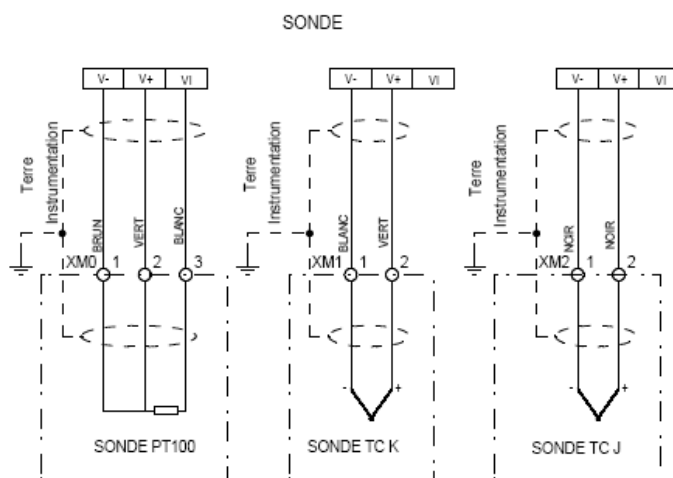 SONDE
V- V+ VI
V- V+ VI
V- V+ VI
Terre
Instrumentation
BRUN
VERT
BLANC
XM0 1 2 3
SONDE PT100
Terre
Instrumentation
BLANC
VERT
XM1 1 2
- +
SONDE TC K
Terre
Instrumentation
NOIR
NOIR
XM2 1 2
- +
SONDE TC J